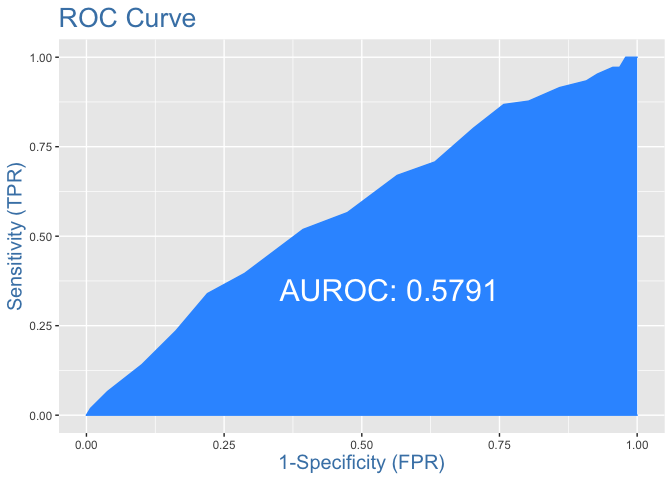 ROC Curve
Sensitivity (TPR)
1.00
0.75
0.50
0.25
0.00
AUROC: 0.5791
0.00 0.25 0.50 0.75 1.00
1-Specificity (FPR)